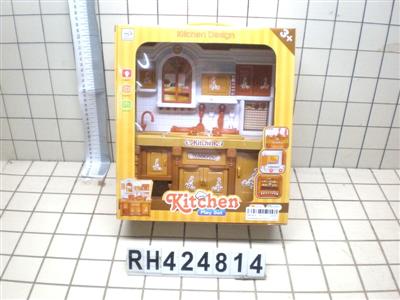 Kitchen Design
3+
Kitchen
Kitchen
Play Set
RH424814